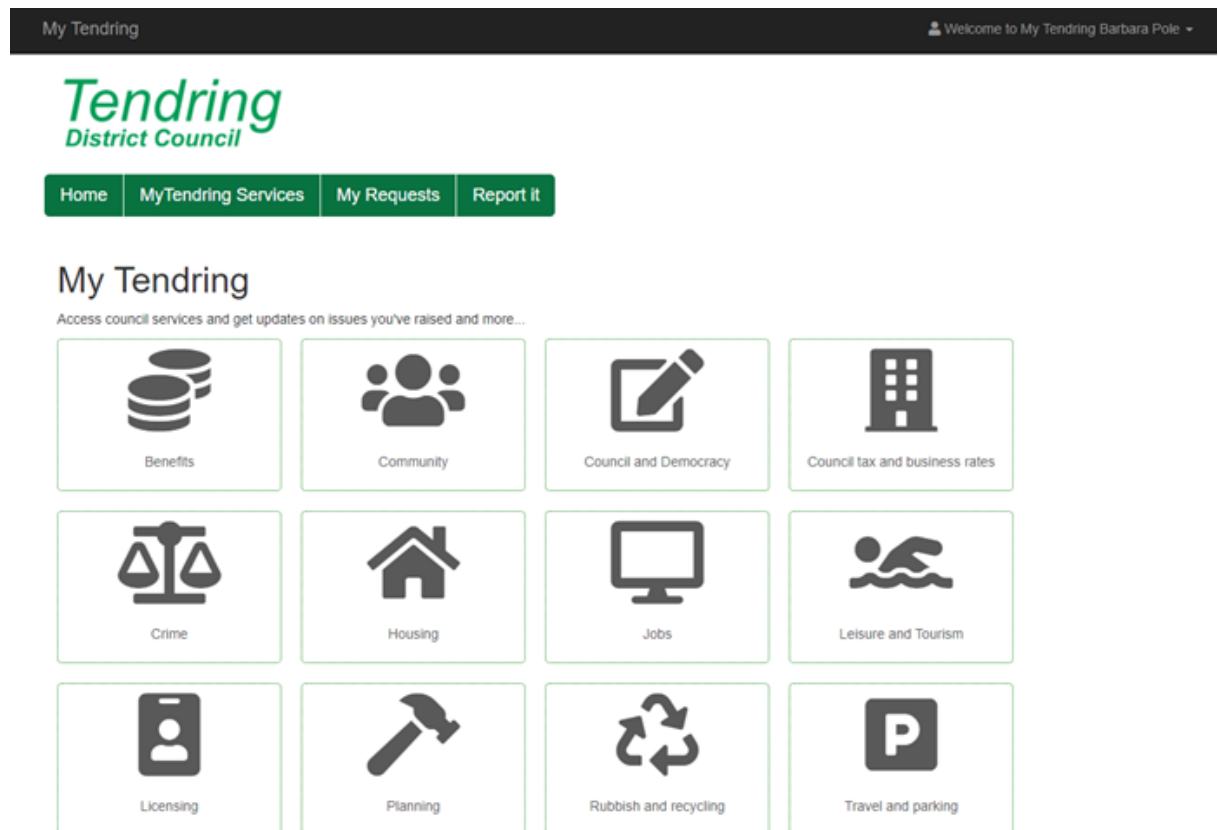 My Tendring
Welcome to My Tendring Barbara Pole
Tendring
District Council
Home MyTendring Services My Requests Report it
My Tendring
Access council services and get updates on issues you've raised and more...
Benefits Community Council and Democracy Council tax and business rates
Crime Housing Jobs Leisure and Tourism
P
Licensing Planning Rubbish and recycling Travel and parking